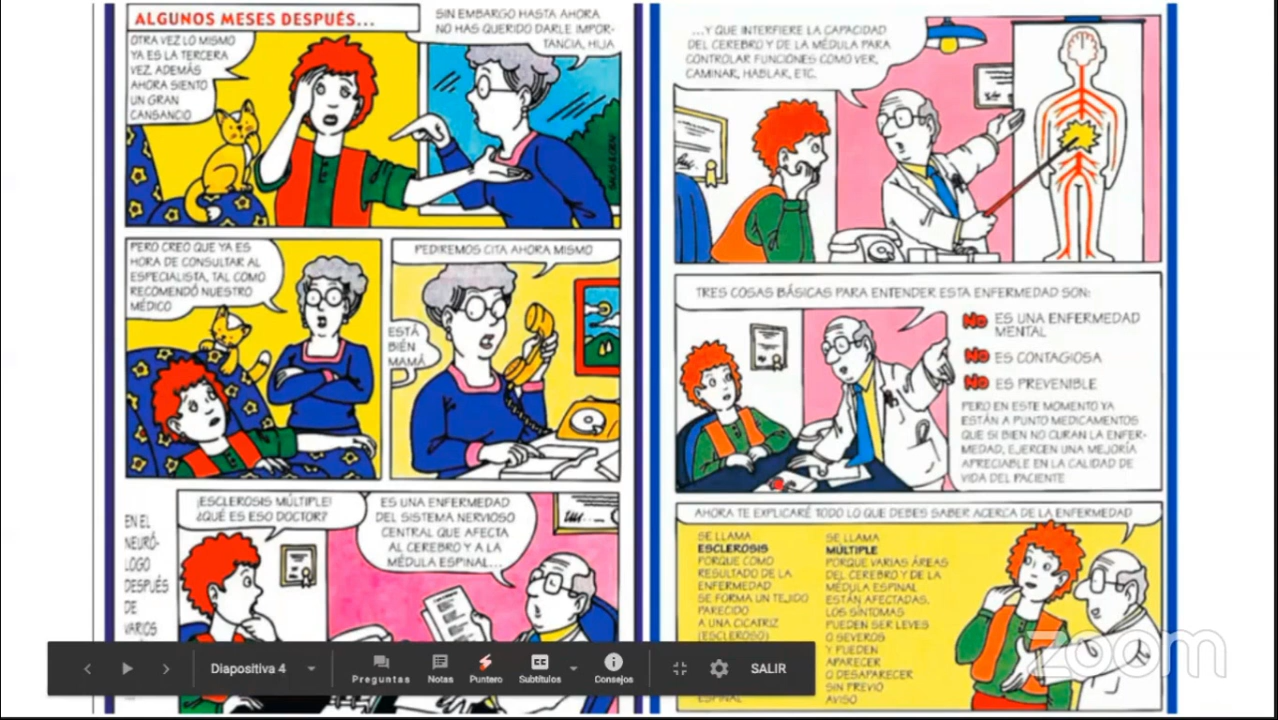 ALGUNOS MESES DESPUÉS...
OTRA VEZ LO MISMO
YA ES LA TERCERA
VEZ. ADEMÁS
AHORA SIENTO
UN GRAN
CANSANCIO
SIN EMBARGO HASTA AHORA
NO HAS QUERIDO DARLE IMPOR-
TANCIA, HIJA
PERO CREO QUE YA ES
HORA DE CONSULTAR AL
ESPECIALISTA, TAL COMO
RECOMENDÓ NUESTRO
MÉDICO
PEDIREMOS CITA AHORA MISMO
ESTÁ
BIÉN
MAMÁ
EN EL
NEURÓ-
LOGO
DESPUÉS
DE
VARIOS
¡ESCLEROSIS MÚLTIPLE!
¿QUÉ ES ESO DOCTOR?
ES UNA ENFERMEDAD
DEL SISTEMA NERVIOSO
CENTRAL QUE AFECTA
AL CEREBRO Y A LA
MÉDULA ESPINAL...
...Y QUE INTERFIERE LA CAPACIDAD
DEL CEREBRO Y DE LA MÉDULA PARA
CONTROLAR FUNCIONES COMO VER,
CAMINAR, HABLAR, ETC.
TRES COSAS BÁSICAS PARA ENTENDER ESTA ENFERMEDAD SON:
No ES UNA ENFERMEDAD
MENTAL
No ES CONTAGIOSA
No ES PREVENIBLE
PERO EN ESTE MOMENTO YA
ESTÁN A PUNTO MEDICAMENTOS
QUE SI BIEN NO CURAN LA ENFER-
MEDAD, EJERCEN UNA MEJORÍA
APRECIABLE EN LA CALIDAD DE
VIDA DEL PACIENTE
AHORA TE EXPLICARÉ TODO LO QUE DEBES SABER ACERCA DE LA ENFERMEDAD
SE LLAMA
ESCLEROSIS
PORQUE COMO
RESULTADO DE LA
ENFERMEDAD
SE FORMA UN TEJIDO
PARECIDO
A UNA CICATRIZ
(ESCLEROSO)
ESPINAL
SE LLAMA
MÚLTIPLE
PORQUE VARIAS ÁREAS
DEL CEREBRO Y DE LA
MÉDULA ESPINAL
ESTÁN AFECTADAS.
LOS SÍNTOMAS
PUEDEN SER LEVES
O SEVEROS
Y PUEDEN
APARECER
O DESAPARECER
SIN PREVIO
AVISO
Diapositiva 4
Preguntas
Notas
Puntero
Subtítulos
Consejos
SALIR
zoom